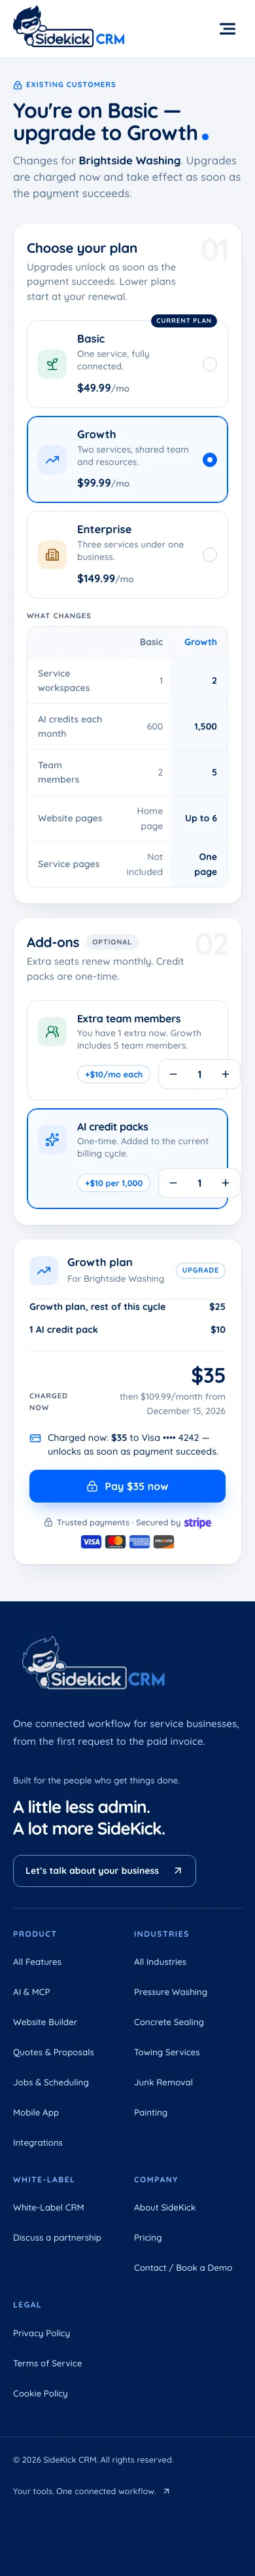 Sidekick CRM
EXISTING CUSTOMERS
You're on Basic —
upgrade to Growth
Changes for Brightside Washing. Upgrades
are charged now and take effect as soon as
the payment succeeds.
Choose your plan
01
Upgrades unlock as soon as the
payment succeeds. Lower plans
start at your renewal.
CURRENT PLAN
Basic
One service, fully
connected.
$49.99/mo
Growth
Two services, shared team
and resources.
$99.99/mo
Enterprise
Three services under one
business.
$149.99/mo
WHAT CHANGES
Basic Growth
Service
workspaces
1 2
AI credits each
month
600 1,500
Team
members
2 5
Website pages
Home
page
Up to 6
Service pages
Not
included
One
page
Add-ons OPTIONAL
02
Extra seats renew monthly. Credit
packs are one-time.
Extra team members
You have 1 extra now. Growth
includes 5 team members.
+$10/mo each − 1 +
AI credit packs
One-time. Added to the current
billing cycle.
+$10 per 1,000 − 1 +
Growth plan
For Brightside Washing
UPGRADE
Growth plan, rest of this cycle $25
1 AI credit pack $10
CHARGED
NOW
$35
then $109.99/month from
December 15, 2026
Charged now: $35 to Visa •••• 4242 —
unlocks as soon as payment succeeds.
Pay $35 now
Trusted payments · Secured by stripe
VISA MasterCard AMERICAN EXPRESS DISCOVER
Sidekick CRM
One connected workflow for service businesses,
from the first request to the paid invoice.
Built for the people who get things done.
A little less admin.
A lot more SideKick.
Let's talk about your business
PRODUCT
All Features
AI & MCP
Website Builder
Quotes & Proposals
Jobs & Scheduling
Mobile App
Integrations
INDUSTRIES
All Industries
Pressure Washing
Concrete Sealing
Towing Services
Junk Removal
Painting
WHITE-LABEL
White-Label CRM
Discuss a partnership
COMPANY
About SideKick
Pricing
Contact / Book a Demo
LEGAL
Privacy Policy
Terms of Service
Cookie Policy
© 2026 SideKick CRM. All rights reserved.
Your tools. One connected workflow.